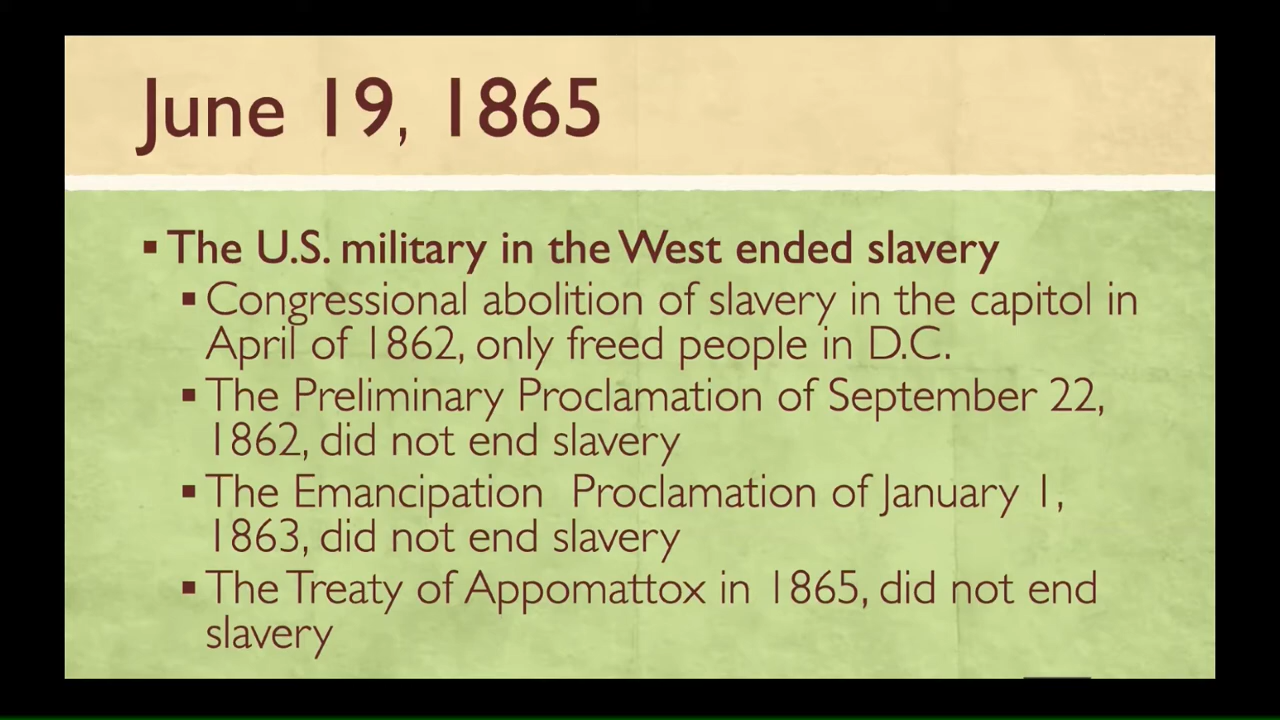 June 19, 1865
▪ The U.S. military in the West ended slavery
▪ Congressional abolition of slavery in the capitol in
April of 1862, only freed people in D.C.
▪ The Preliminary Proclamation of September 22,
1862, did not end slavery
▪ The Emancipation  Proclamation of January 1,
1863, did not end slavery
▪ The Treaty of Appomattox in 1865, did not end
slavery